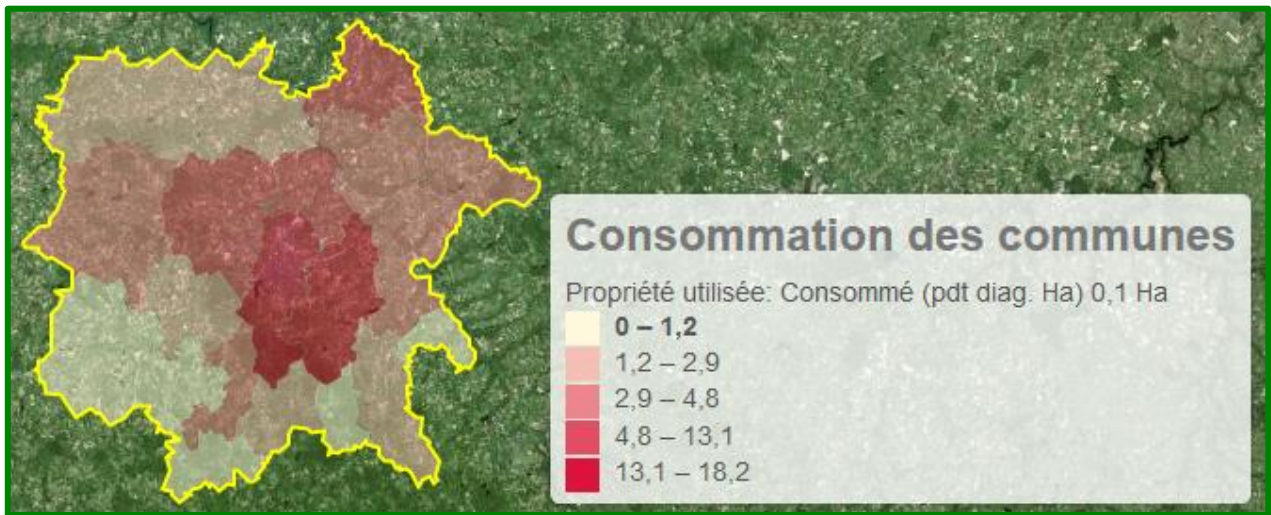 Consommation des communes
Propriété utilisée: Consommé (pdt diag. Ha) 0,1 Ha
0 – 1,2
1,2 – 2,9
2,9 – 4,8
4,8 – 13,1
13,1 – 18,2